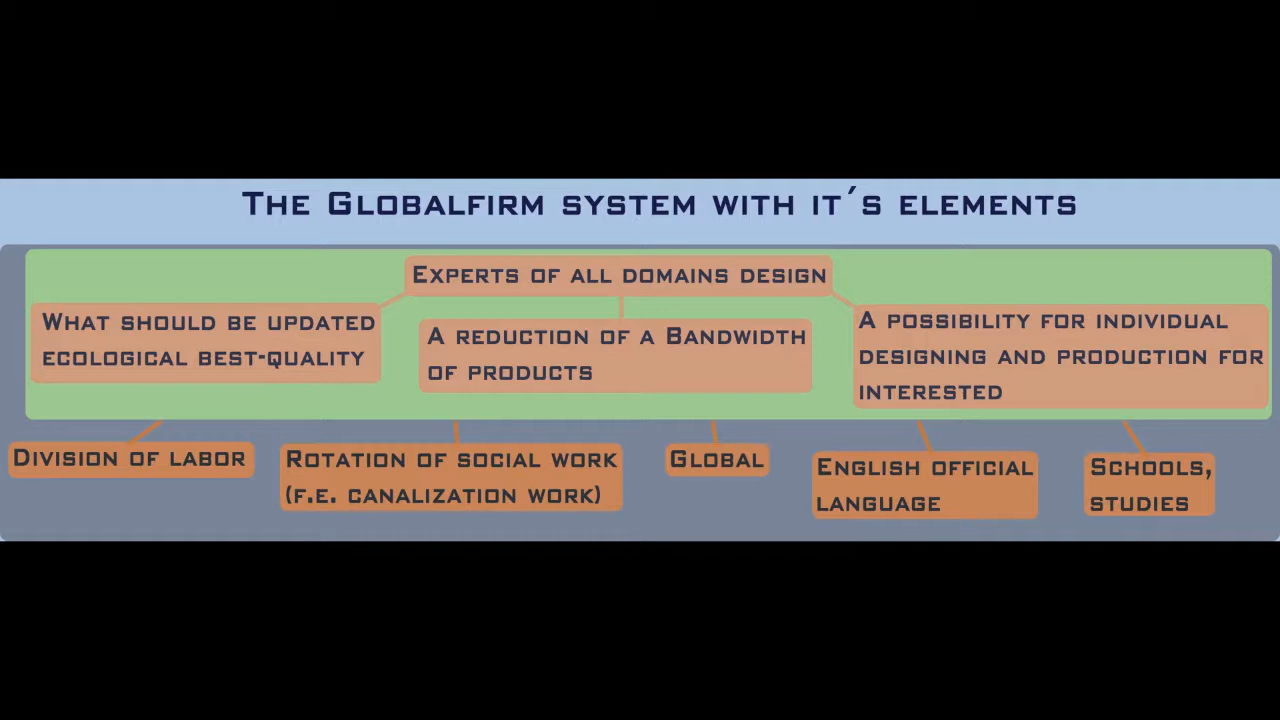 The Globalfirm system with it´s elements
Experts of all domains design
What should be updated
ecological best-quality
A reduction of a Bandwidth
of products
A possibility for individual
designing and production for
interested
Division of labor
Rotation of social work
(f.e. canalization work)
Global
English official
language
Schools,
studies